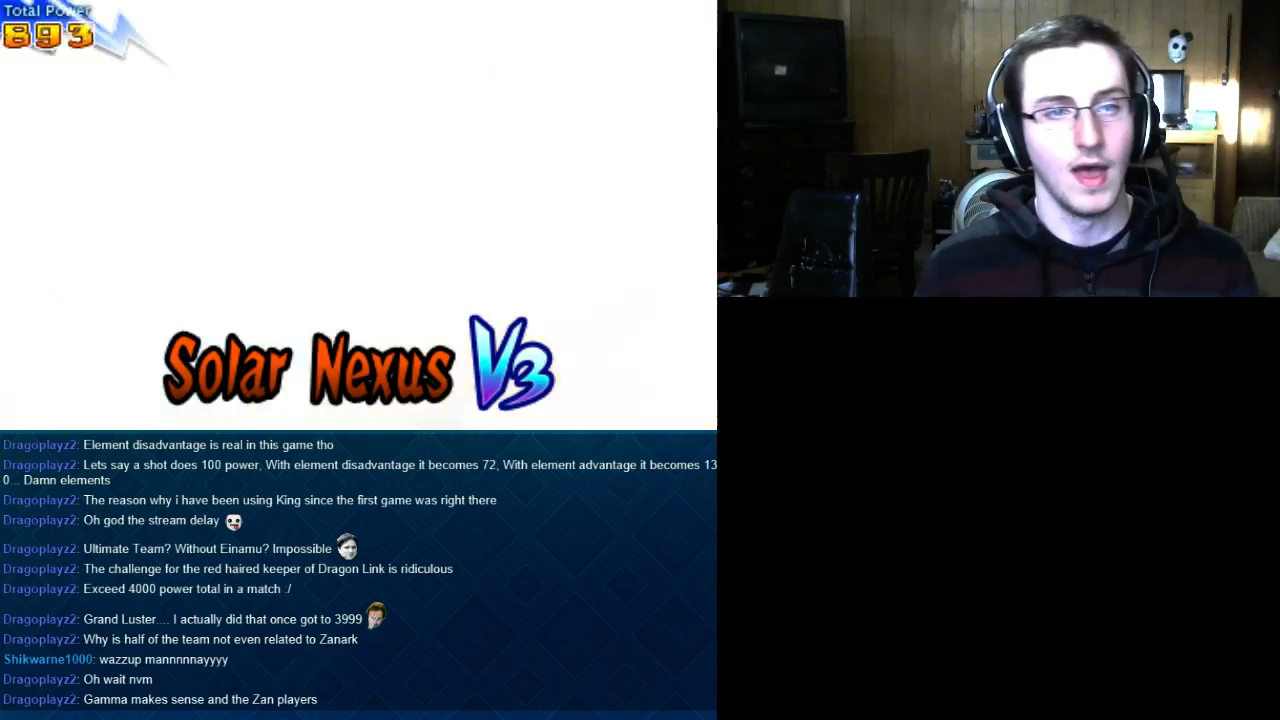 Total Power
893
Solar Nexus V3
Dragoplayz2: Element disadvantage is real in this game tho
Dragoplayz2: Lets say a shot does 100 power, With element disadvantage it becomes 72, With element advantage it becomes 13
0... Damn elements
Dragoplayz2: The reason why i have been using King since the first game was right there
Dragoplayz2: Oh god the stream delay
Dragoplayz2: Ultimate Team? Without Einamu? Impossible
Dragoplayz2: The challenge for the red haired keeper of Dragon Link is ridiculous
Dragoplayz2: Exceed 4000 power total in a match :/
Dragoplayz2: Grand Luster.... I actually did that once got to 3999
Dragoplayz2: Why is half of the team not even related to Zanark
Shikwarne1000: wazzup mannnnnayyyy
Dragoplayz2: Oh wait nvm
Dragoplayz2: Gamma makes sense and the Zan players